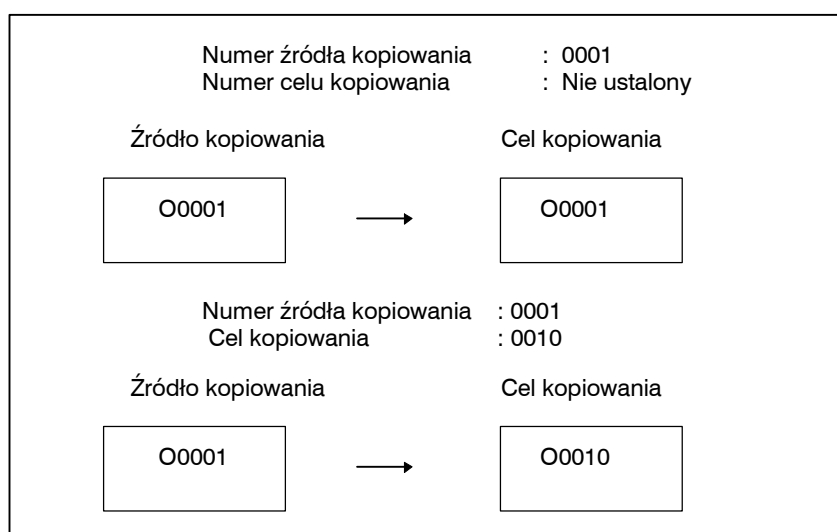 Numer źródła kopiowania : 0001
Numer celu kopiowania : Nie ustalony
Źródło kopiowania Cel kopiowania
O0001 O0001
Numer źródła kopiowania : 0001
Cel kopiowania : 0010
Źródło kopiowania Cel kopiowania
O0001 O0010